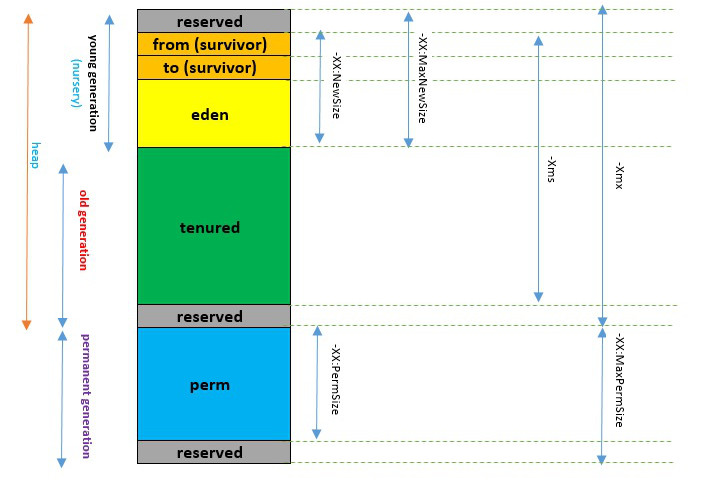 reserved
from (survivor)
to (survivor)
eden
tenured
reserved
perm
reserved
heap
young generation
(nursery)
old generation
permanent generation
-XX:NewSize
-XX:MaxNewSize
-Xms
-Xmx
-XX:PermSize
-XX:MaxPermSize